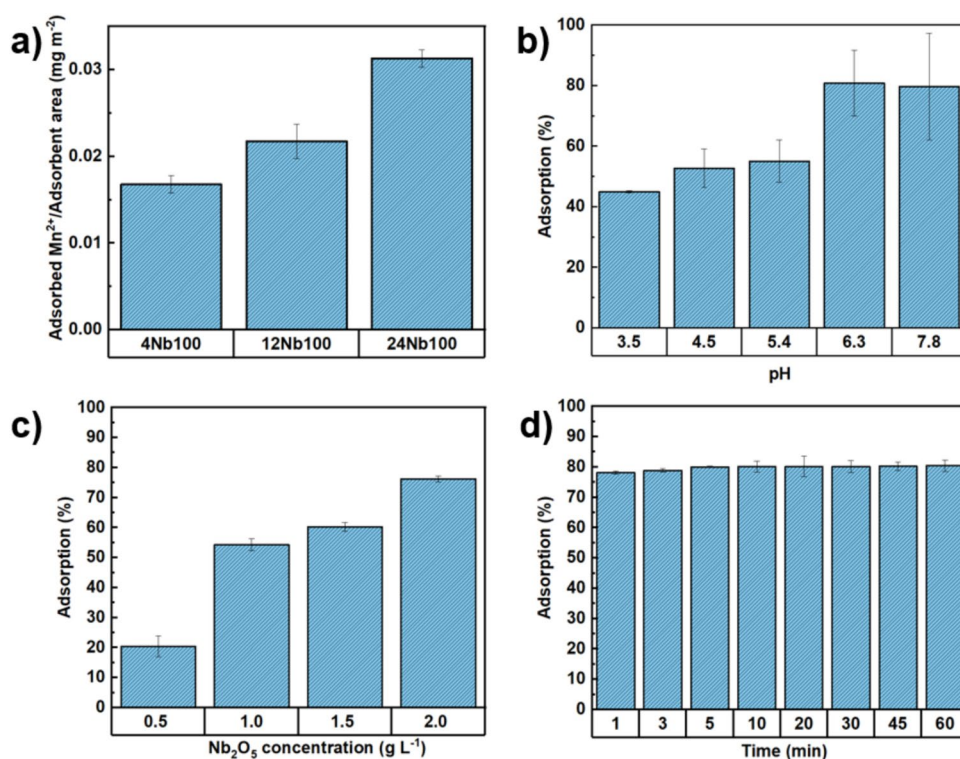 a)
Adsorbed Mn²⁺/Adsorbent area (mg m⁻²)
0.03
0.02
0.01
0.00
4Nb100 12Nb100 24Nb100
b)
Adsorption (%)
100
80
60
40
20
0
3.5 4.5 5.4 6.3 7.8
pH
c)
Adsorption (%)
100
90
80
70
60
50
40
30
20
10
0
0.5 1.0 1.5 2.0
Nb₂O₅ concentration (g L⁻¹)
d)
Adsorption (%)
100
90
80
70
60
50
40
30
20
10
0
1 3 5 10 20 30 45 60
Time (min)